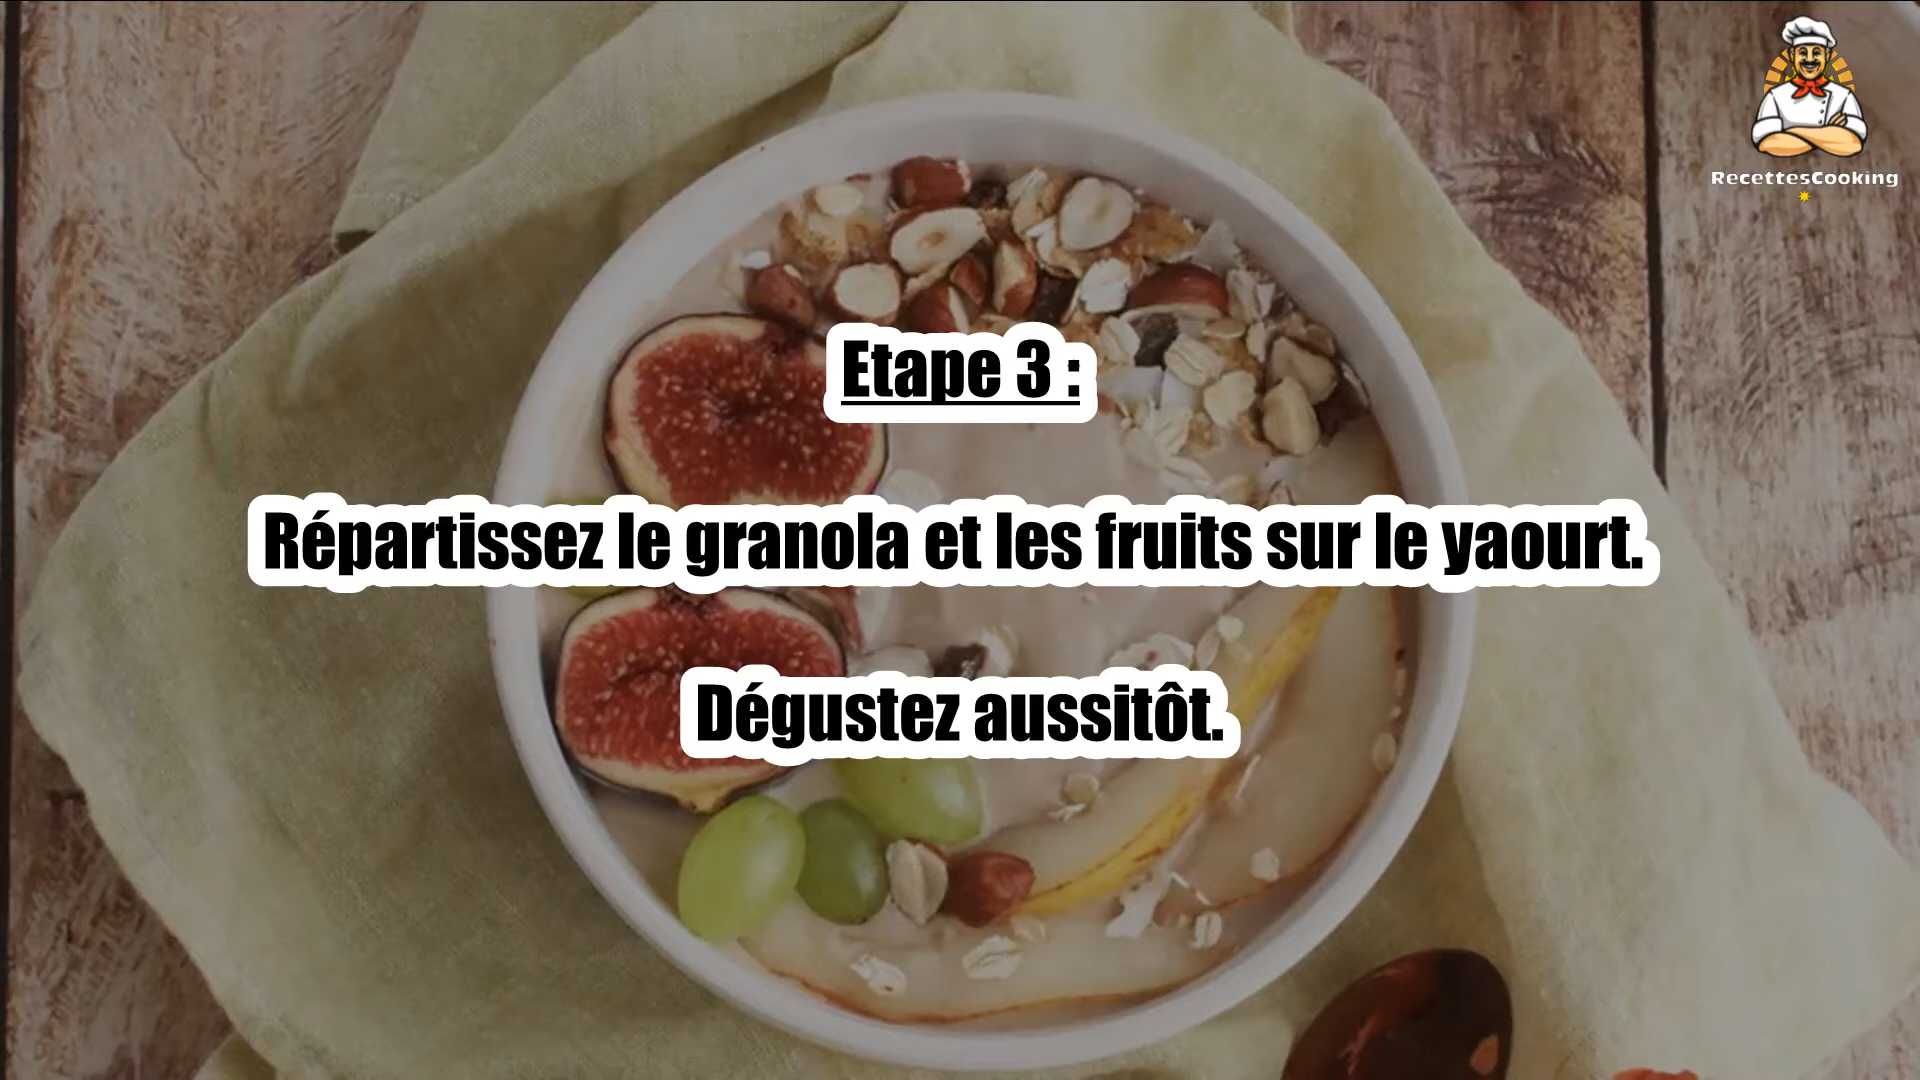 RecettesCooking
Etape 3 :
Répartissez le granola et les fruits sur le yaourt.
Dégustez aussitôt.